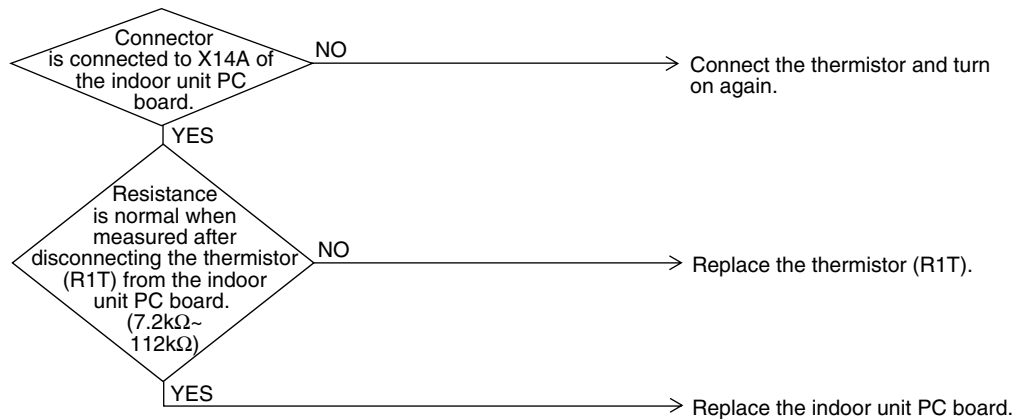 Connector
is connected to X14A of
the indoor unit PC
board.
NO
Connect the thermistor and turn
on again.
YES
Resistance
is normal when
measured after
disconnecting the thermistor
(R1T) from the indoor
unit PC board.
(7.2kΩ~
112kΩ)
NO
Replace the thermistor (R1T).
YES
Replace the indoor unit PC board.